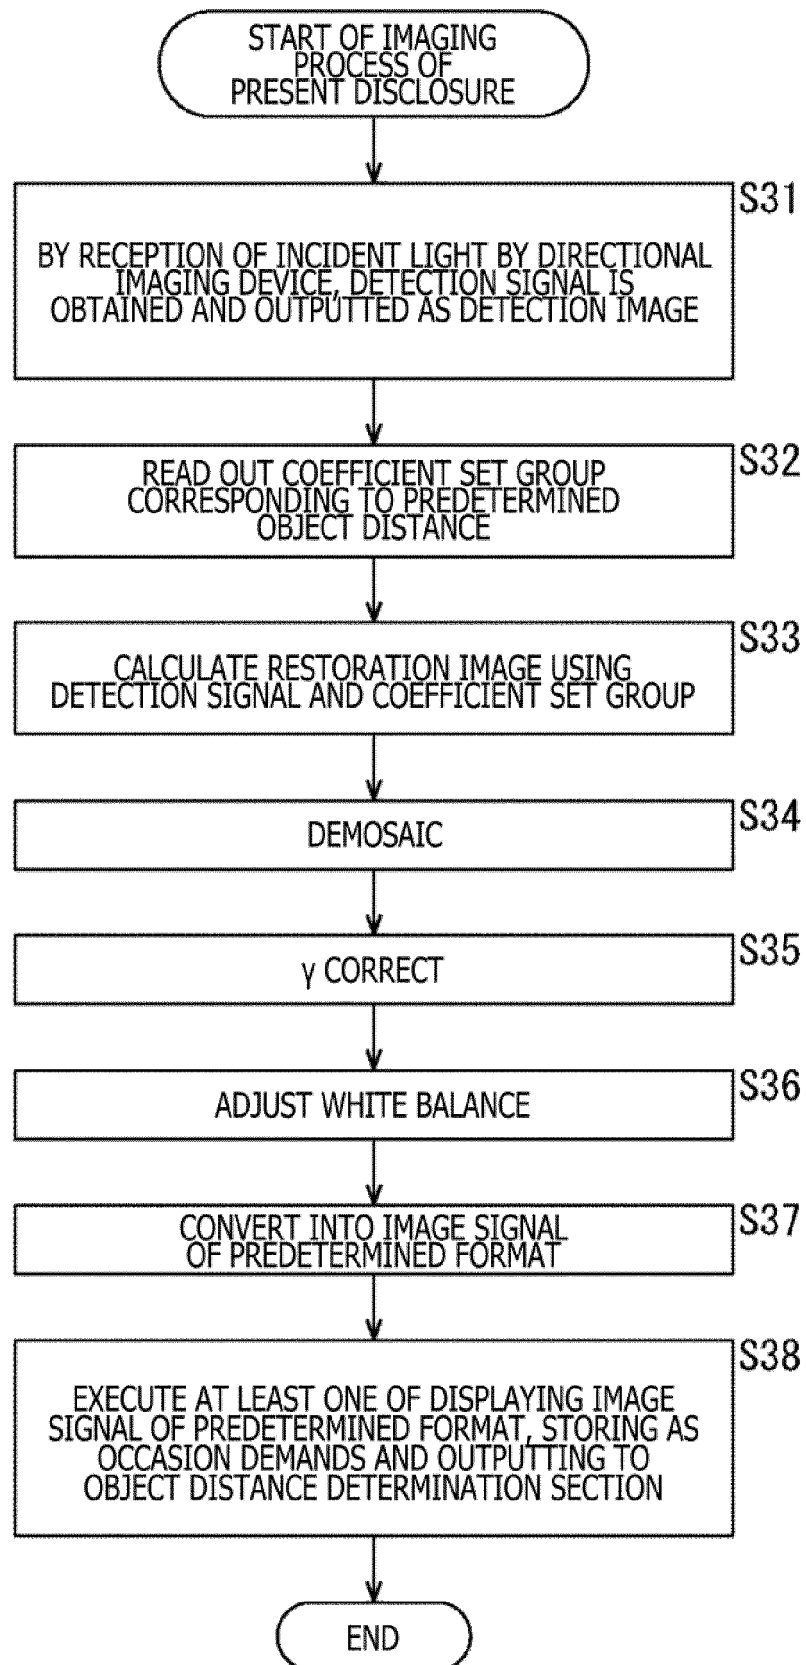 START OF IMAGING
PROCESS OF
PRESENT DISCLOSURE
S31
BY RECEPTION OF INCIDENT LIGHT BY DIRECTIONAL
IMAGING DEVICE, DETECTION SIGNAL IS
OBTAINED AND OUTPUTTED AS DETECTION IMAGE
S32
READ OUT COEFFICIENT SET GROUP
CORRESPONDING TO PREDETERMINED
OBJECT DISTANCE
S33
CALCULATE RESTORATION IMAGE USING
DETECTION SIGNAL AND COEFFICIENT SET GROUP
S34
DEMOSAIC
S35
γ CORRECT
S36
ADJUST WHITE BALANCE
S37
CONVERT INTO IMAGE SIGNAL
OF PREDETERMINED FORMAT
S38
EXECUTE AT LEAST ONE OF DISPLAYING IMAGE
SIGNAL OF PREDETERMINED FORMAT, STORING AS
OCCASION DEMANDS AND OUTPUTTING TO
OBJECT DISTANCE DETERMINATION SECTION
END